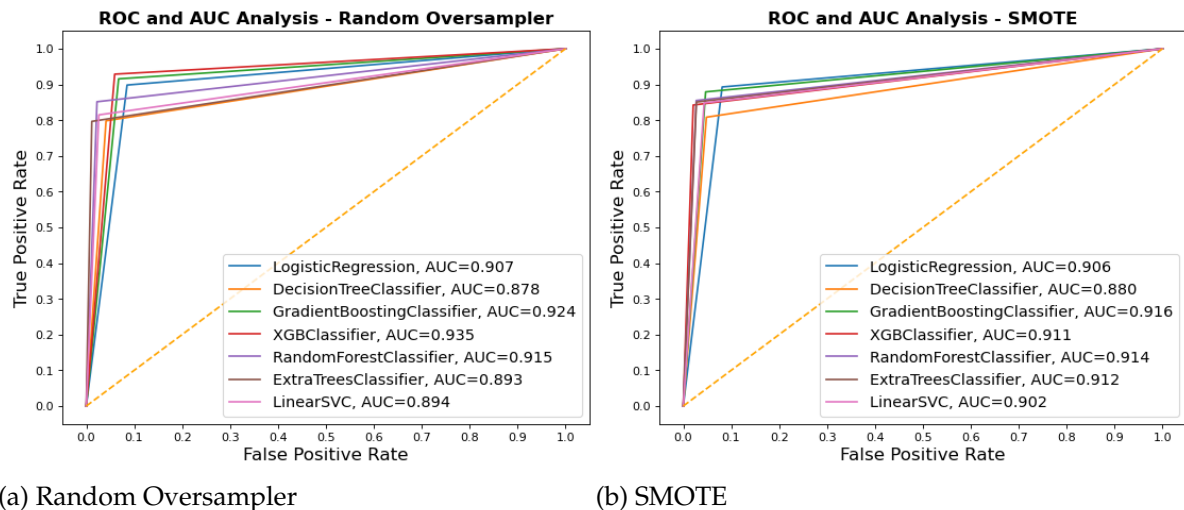 ROC and AUC Analysis - Random Oversampler
1.0
0.9
0.8
0.7
0.6
0.5
0.4
0.3
0.2
0.1
0.0
True Positive Rate
LogisticRegression, AUC=0.907
DecisionTreeClassifier, AUC=0.878
GradientBoostingClassifier, AUC=0.924
XGBClassifier, AUC=0.935
RandomForestClassifier, AUC=0.915
ExtraTreesClassifier, AUC=0.893
LinearSVC, AUC=0.894
0.0 0.1 0.2 0.3 0.4 0.5 0.6 0.7 0.8 0.9 1.0
False Positive Rate
(a) Random Oversampler
ROC and AUC Analysis - SMOTE
1.0
0.9
0.8
0.7
0.6
0.5
0.4
0.3
0.2
0.1
0.0
True Positive Rate
LogisticRegression, AUC=0.906
DecisionTreeClassifier, AUC=0.880
GradientBoostingClassifier, AUC=0.916
XGBClassifier, AUC=0.911
RandomForestClassifier, AUC=0.914
ExtraTreesClassifier, AUC=0.912
LinearSVC, AUC=0.902
0.0 0.1 0.2 0.3 0.4 0.5 0.6 0.7 0.8 0.9 1.0
False Positive Rate
(b) SMOTE